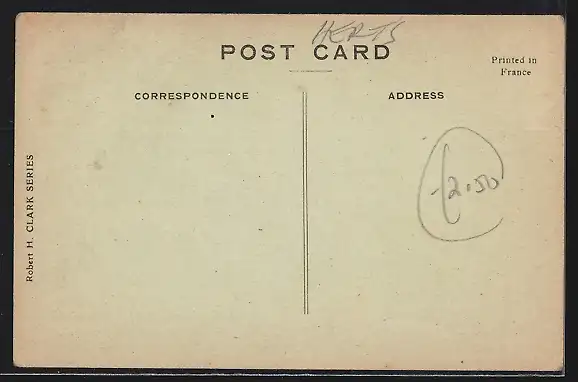 HERTS
POST CARD
Printed in
France
CORRESPONDENCE
ADDRESS
Robert H. CLARK SERIES
2.50